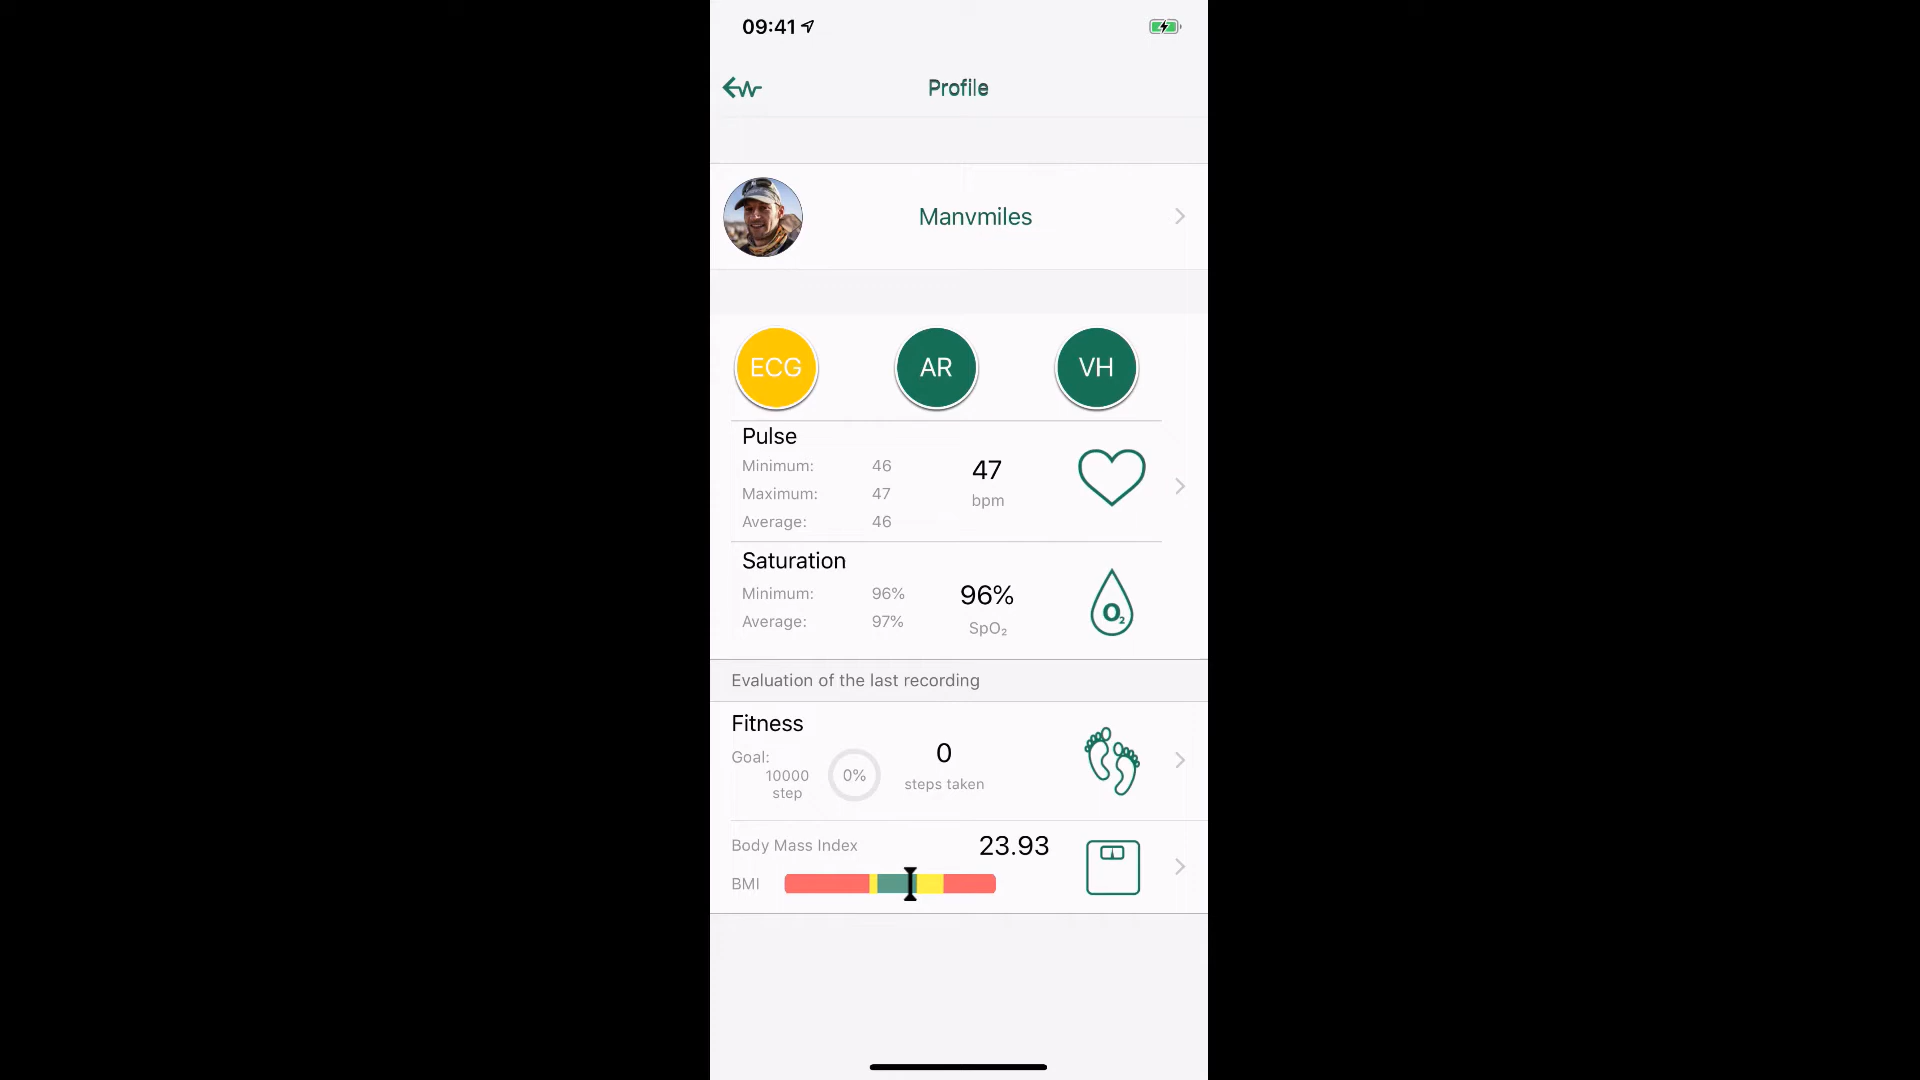 09:41
Profile
Manvmiles
ECG AR VH
Pulse
Minimum: 46
Maximum: 47
Average: 46
47
bpm
Saturation
Minimum: 96%
Average: 97%
96%
SpO₂
O₂
Evaluation of the last recording
Fitness
Goal:
10000
step
0%
0
steps taken
Body Mass Index 23.93
BMI